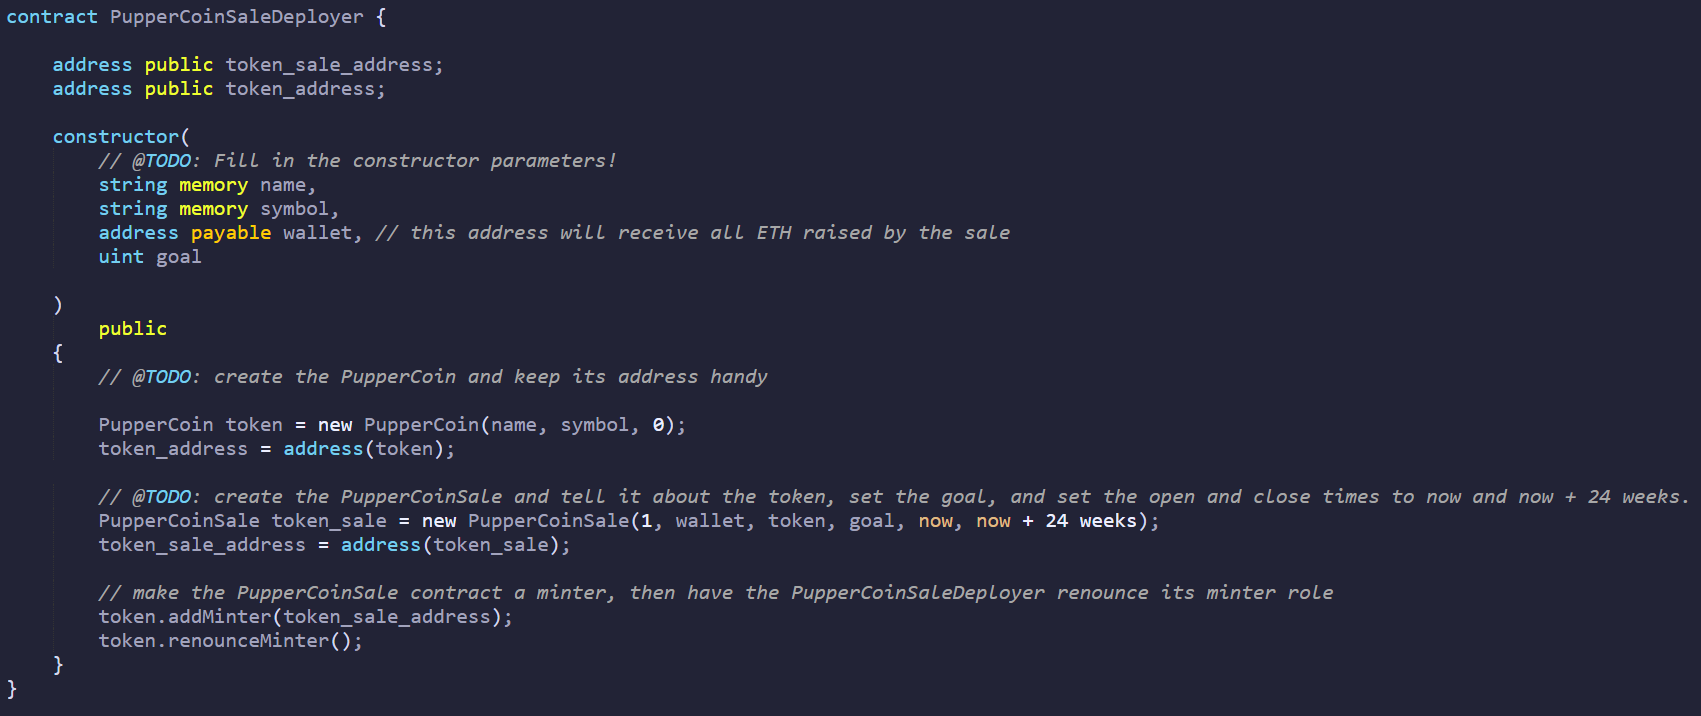 contract PupperCoinSaleDeployer {
address public token_sale_address;
address public token_address;
constructor(
// @TODO: Fill in the constructor parameters!
string memory name,
string memory symbol,
address payable wallet, // this address will receive all ETH raised by the sale
uint goal
)
public
{
// @TODO: create the PupperCoin and keep its address handy
PupperCoin token = new PupperCoin(name, symbol, 0);
token_address = address(token);
// @TODO: create the PupperCoinSale and tell it about the token, set the goal, and set the open and close times to now and now + 24 weeks.
PupperCoinSale token_sale = new PupperCoinSale(1, wallet, token, goal, now, now + 24 weeks);
token_sale_address = address(token_sale);
// make the PupperCoinSale contract a minter, then have the PupperCoinSaleDeployer renounce its minter role
token.addMinter(token_sale_address);
token.renounceMinter();
}
}